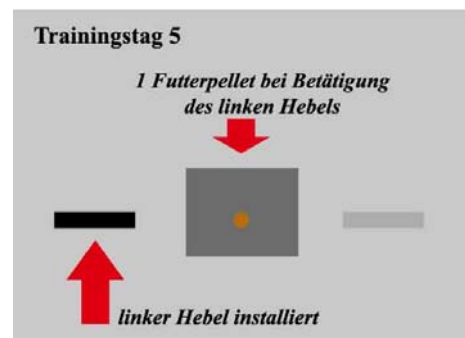 Trainingstag 5
1 Futterpellet bei Betätigung
des linken Hebels
linker Hebel installiert